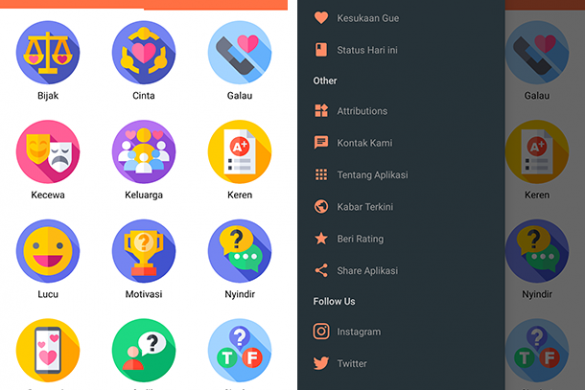 Bijak
Cinta
Galau
A+
Kecewa
Keluarga
Keren
?
?
Lucu
Motivasi
Nyindir
?
?
T F
Kesukaan Gue
Status Hari ini
Other
Attributions
Kontak Kami
Tentang Aplikasi
Kabar Terkini
Beri Rating
Share Aplikasi
Follow Us
Instagram
Twitter
Galau
A+
Keren
?
Nyindir
?
T F